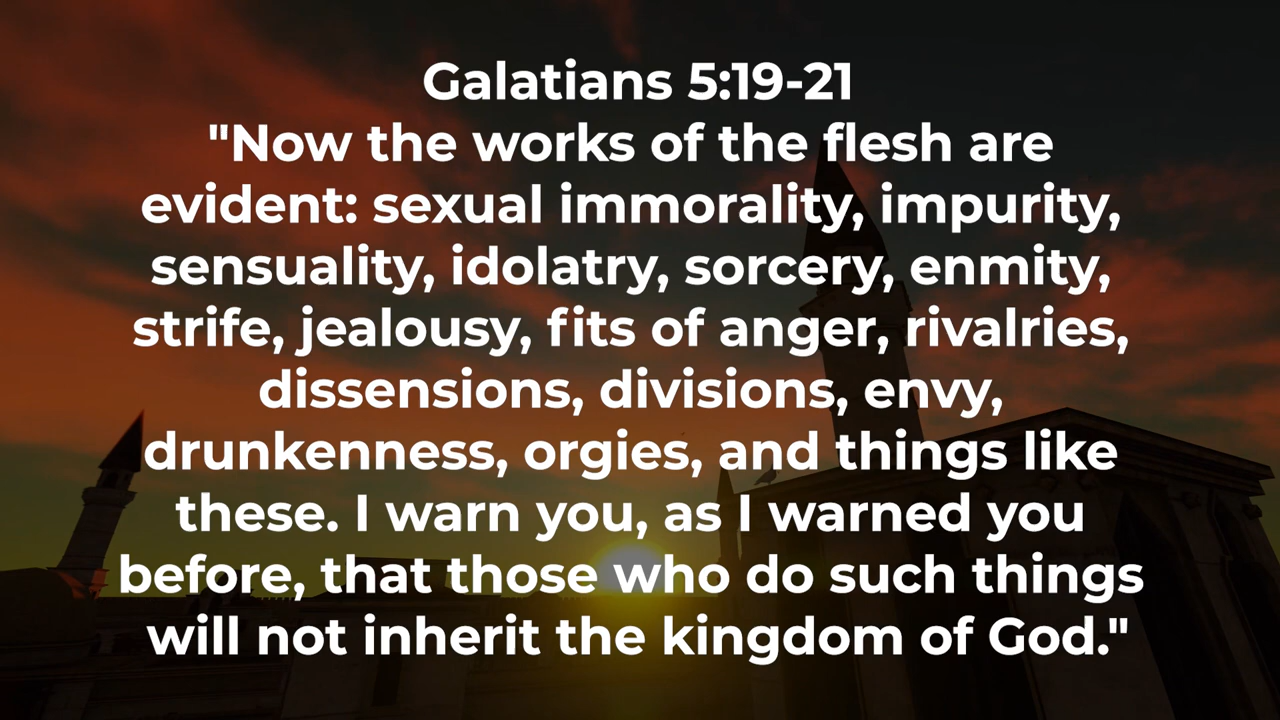 Galatians 5:19-21
"Now the works of the flesh are
evident: sexual immorality, impurity,
sensuality, idolatry, sorcery, enmity,
strife, jealousy, fits of anger, rivalries,
dissensions, divisions, envy,
drunkenness, orgies, and things like
these. I warn you, as I warned you
before, that those who do such things
will not inherit the kingdom of God."